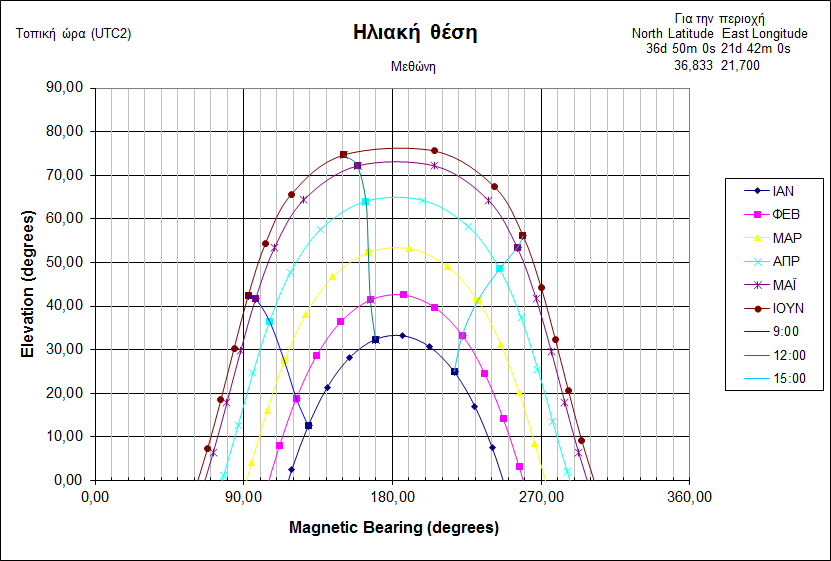 Τοπική ώρα (UTC2)
Ηλιακή θέση
Μεθώνη
Για την περιοχή
North Latitude East Longitude
36d 50m 0s 21d 42m 0s
36,833 21,700
90,00
80,00
70,00
60,00
50,00
40,00
30,00
20,00
10,00
0,00
Elevation (degrees)
0,00 90,00 180,00 270,00 360,00
Magnetic Bearing (degrees)
ΙΑΝ
ΦΕΒ
ΜΑΡ
ΑΠΡ
ΜΑΪ
ΙΟΥΝ
9:00
12:00
15:00